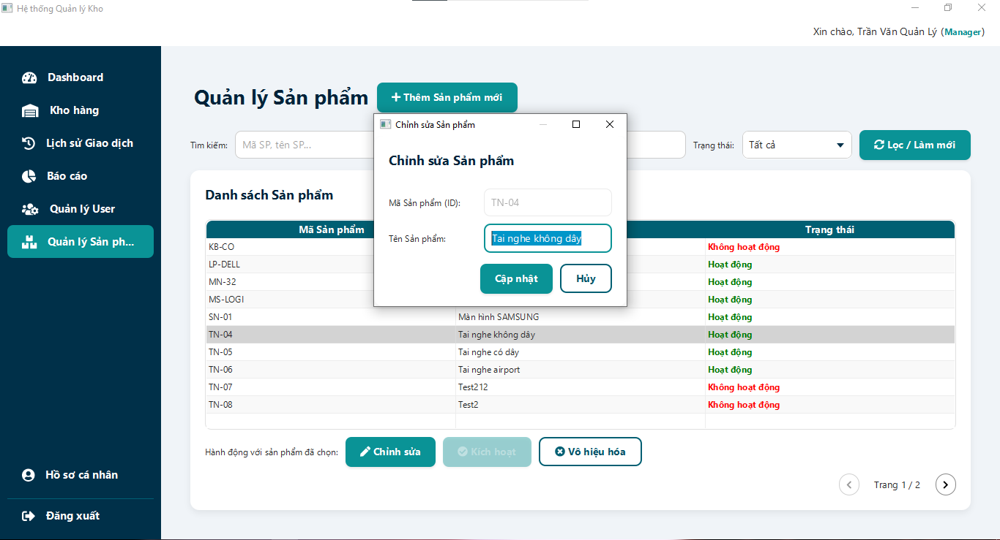 Hệ thống Quản lý Kho
Xin chào, Trần Văn Quản Lý (Manager)
Dashboard
Kho hàng
Lịch sử Giao dịch
Báo cáo
Quản lý User
Quản lý Sản ph...
Hồ sơ cá nhân
Đăng xuất
Quản lý Sản phẩm
Thêm Sản phẩm mới
Tìm kiếm:
Mã SP, tên SP...
Trạng thái:
Tất cả
Lọc / Làm mới
Danh sách Sản phẩm
Chỉnh sửa Sản phẩm
Chỉnh sửa Sản phẩm
Mã Sản phẩm (ID):
TN-04
Tên Sản phẩm:
Tai nghe không dây
Cập nhật
Hủy
Mã Sản phẩm Trạng thái
KB-CO Không hoạt động
LP-DELL Hoạt động
MN-32 Hoạt động
MS-LOGI Hoạt động
SN-01 Màn hình SAMSUNG Hoạt động
TN-04 Tai nghe không dây Hoạt động
TN-05 Tai nghe có dây Hoạt động
TN-06 Tai nghe airport Hoạt động
TN-07 Test212 Không hoạt động
TN-08 Test2 Không hoạt động
Hành động với sản phẩm đã chọn:
Chỉnh sửa
Kích hoạt
Vô hiệu hóa
Trang 1 / 2